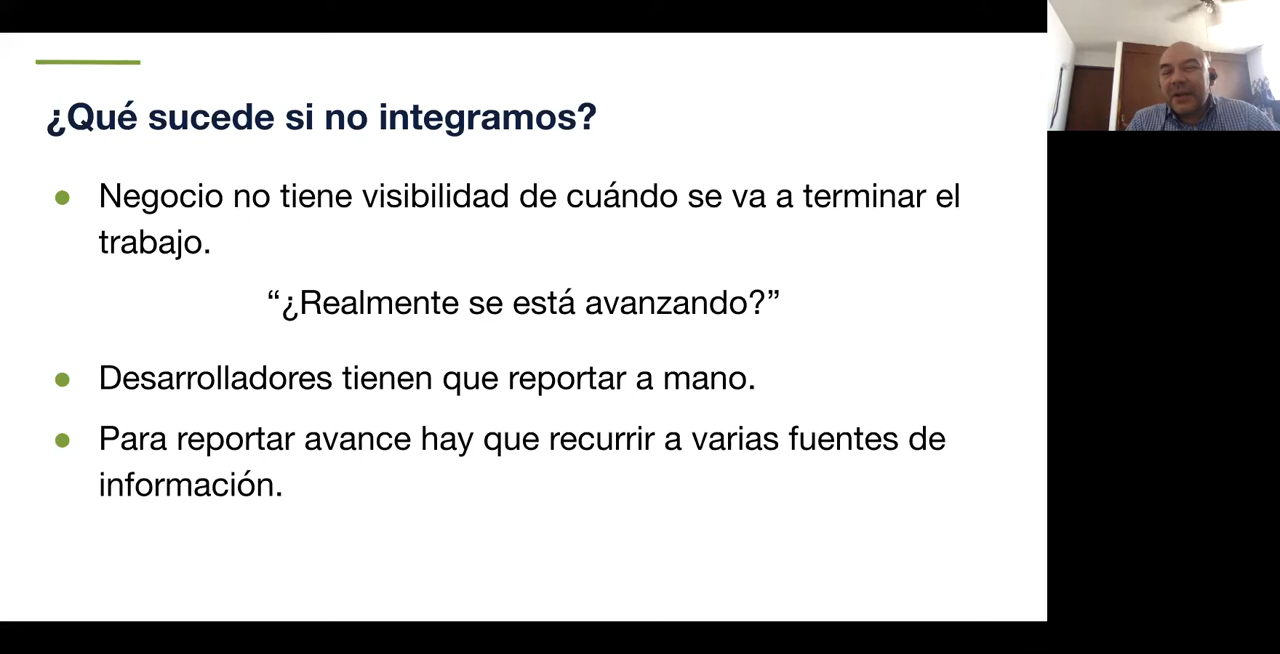 ¿Qué sucede si no integramos?
● Negocio no tiene visibilidad de cuándo se va a terminar el
trabajo.
“¿Realmente se está avanzando?”
● Desarrolladores tienen que reportar a mano.
● Para reportar avance hay que recurrir a varias fuentes de
información.